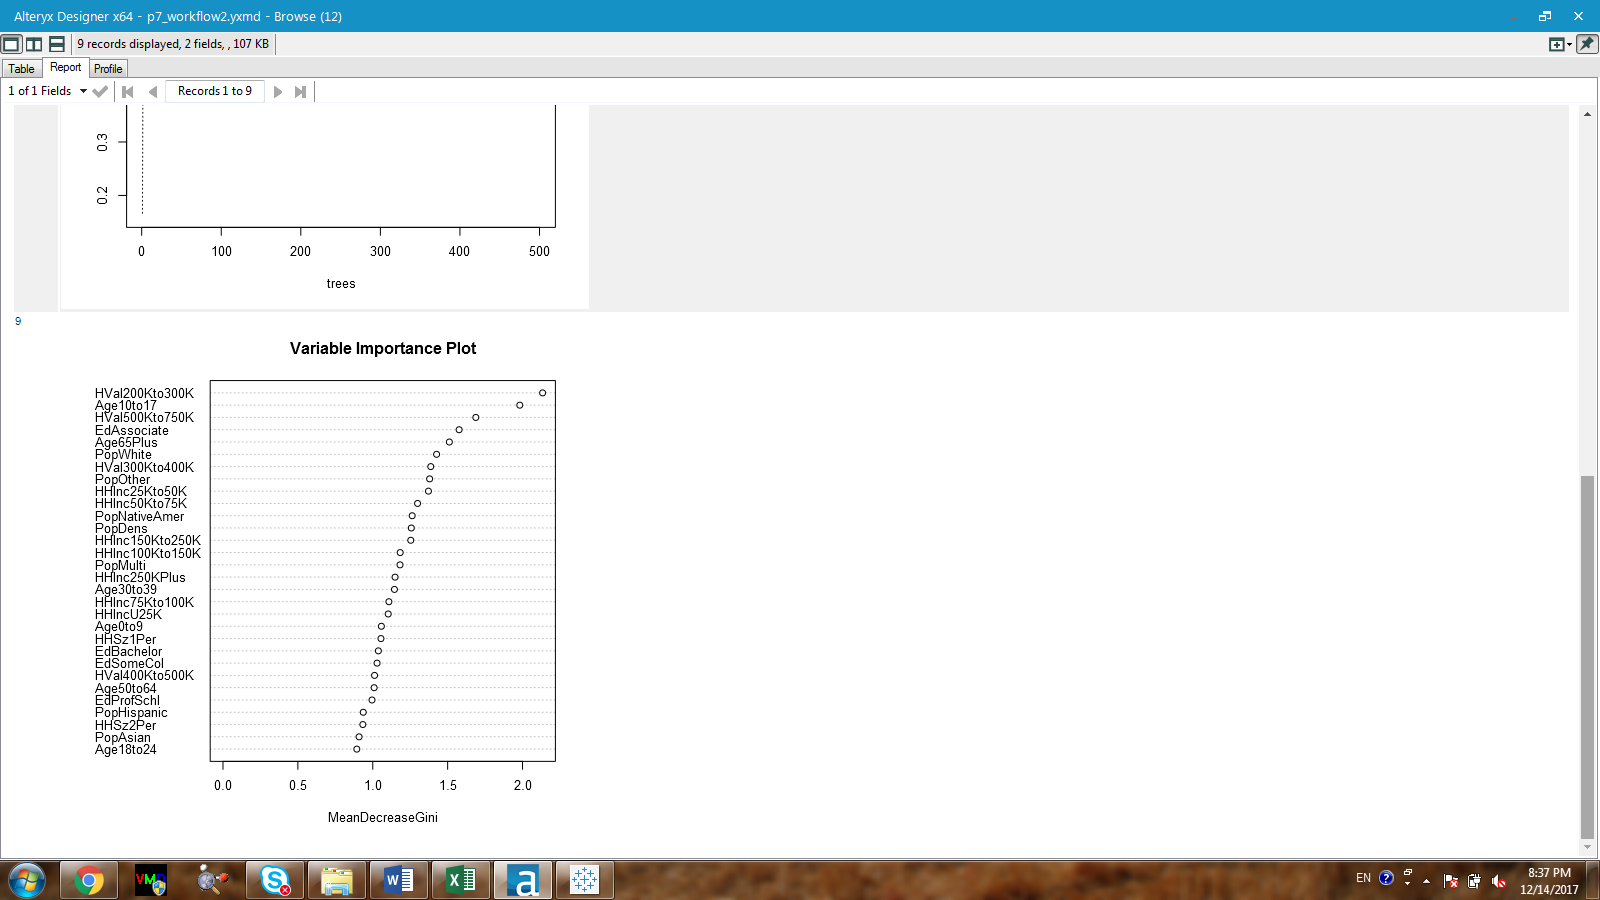 Alteryx Designer x64 - p7_workflow2.yxmd - Browse (12)
9 records displayed, 2 fields, , 107 KB
Table Report Profile
1 of 1 Fields Records 1 to 9
0.3
0.2
0 100 200 300 400 500
trees
9
Variable Importance Plot
HVal200Kto300K
Age10to17
HVal500Kto750K
EdAssociate
Age65Plus
PopWhite
HVal300Kto400K
PopOther
HHInc25Kto50K
HHInc50Kto75K
PopNativeAmer
PopDens
HHInc150Kto250K
HHInc100Kto150K
PopMulti
HHInc250KPlus
Age30to39
HHInc75Kto100K
HHIncU25K
Age0to9
HHSz1Per
EdBachelor
EdSomeCol
HVal400Kto500K
Age50to64
EdProfSchl
PopHispanic
HHSz2Per
PopAsian
Age18to24
0.0 0.5 1.0 1.5 2.0
MeanDecreaseGini
VMD
EN
8:37 PM
12/14/2017